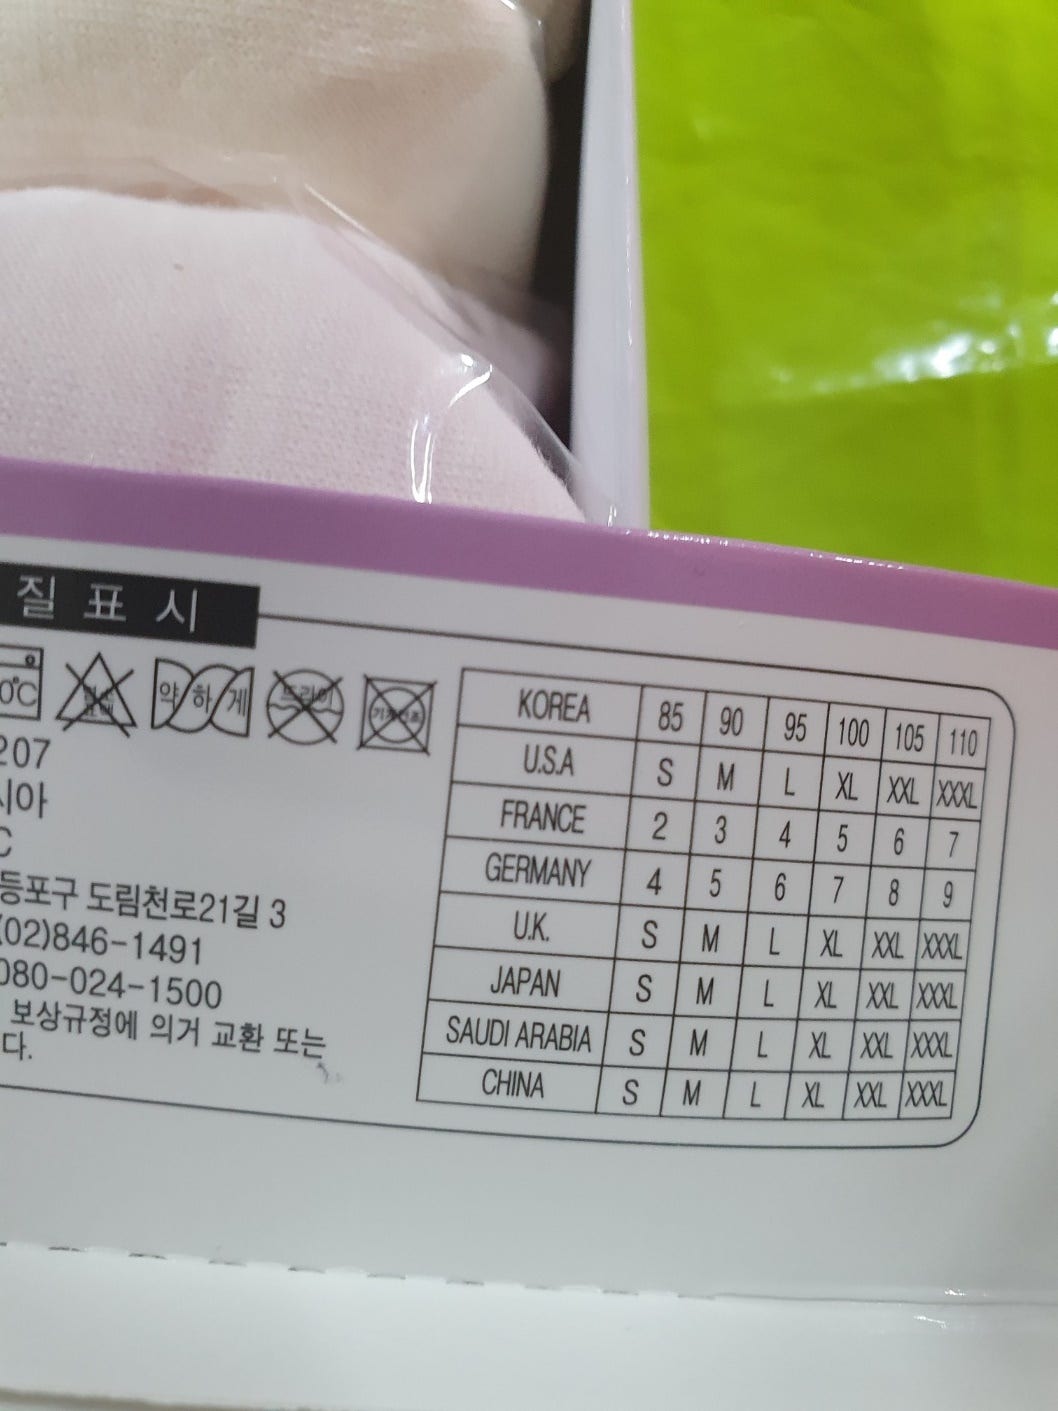 질 표 시
0℃ 약하게 드라이
KOREA 85 90 95 100 105 110
U.S.A S M L XL XXL XXXL
FRANCE 2 3 4 5 6 7
GERMANY 4 5 6 7 8 9
U.K. S M L XL XXL XXXL
JAPAN S M L XL XXL XXXL
SAUDI ARABIA S M L XL XXL XXXL
CHINA S M L XL XXL XXXL
207
시아
C
등포구 도림천로21길 3
(02)846-1491
080-024-1500
보상규정에 의거 교환 또는
다.